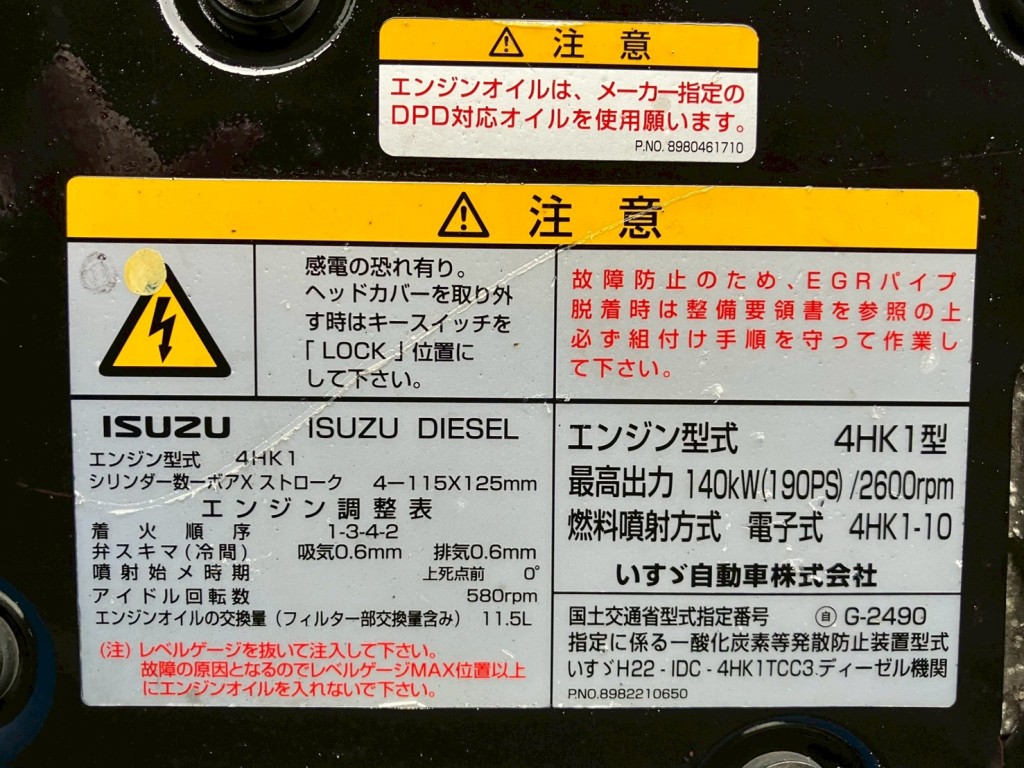 注意
エンジンオイルは、メーカー指定の
DPD対応オイルを使用願います。
P.NO. 8980461710
注意
感電の恐れ有り。
ヘッドカバーを取り外
す時はキースイッチを
「LOCK」位置に
して下さい。
故障防止のため、EGRパイプ
脱着時は整備要領書を参照の上
必ず組付け手順を守って作業し
て下さい。
ISUZU ISUZU DIESEL
エンジン型式 4HK1
シリンダー数ーボアX ストローク 4ー115X125mm
エンジン調整表
着火順序 1-3-4-2
弁スキマ(冷間) 吸気0.6mm 排気0.6mm
噴射始メ時期 上死点前 0°
アイドル回転数 580rpm
エンジンオイルの交換量(フィルター部交換量含み) 11.5L
(注) レベルゲージを抜いて注入して下さい。
故障の原因となるのでレベルゲージMAX位置以上
にエンジンオイルを入れないで下さい。
エンジン型式 4HK1型
最高出力 140kW(190PS) /2600rpm
燃料噴射方式 電子式 4HK1-10
いすゞ自動車株式会社
国土交通省型式指定番号 自 G-2490
指定に係る一酸化炭素等発散防止装置型式
いすゞH22 - IDC - 4HK1TCC3.ディーゼル機関
P.NO.8982210650